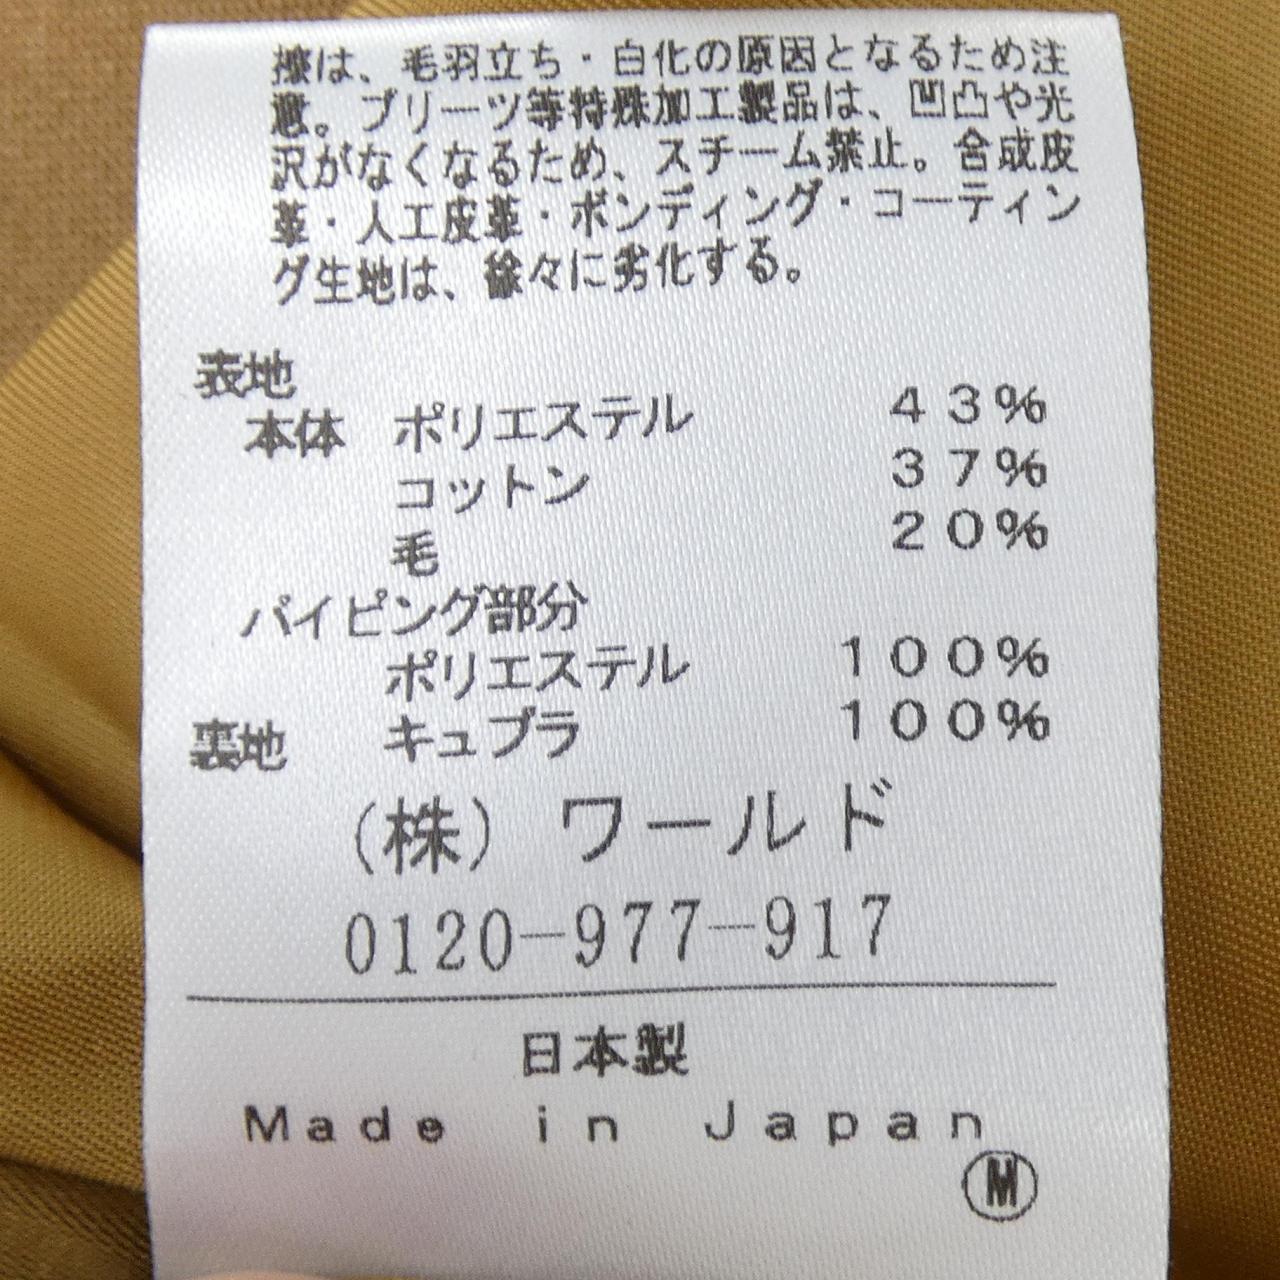 擦は、毛羽立ち・白化の原因となるため注
意。プリーツ等特殊加工製品は、凹凸や光
沢がなくなるため、スチーム禁止。合成皮
革・人工皮革・ボンディング・コーティン
グ生地は、徐々に劣化する。
表地
本体 ポリエステル 43%
コットン 37%
毛 20%
パイピング部分
ポリエステル 100%
裏地 キュプラ 100%
(株)ワールド
0120-977-917
日本製
Made in Japan
M